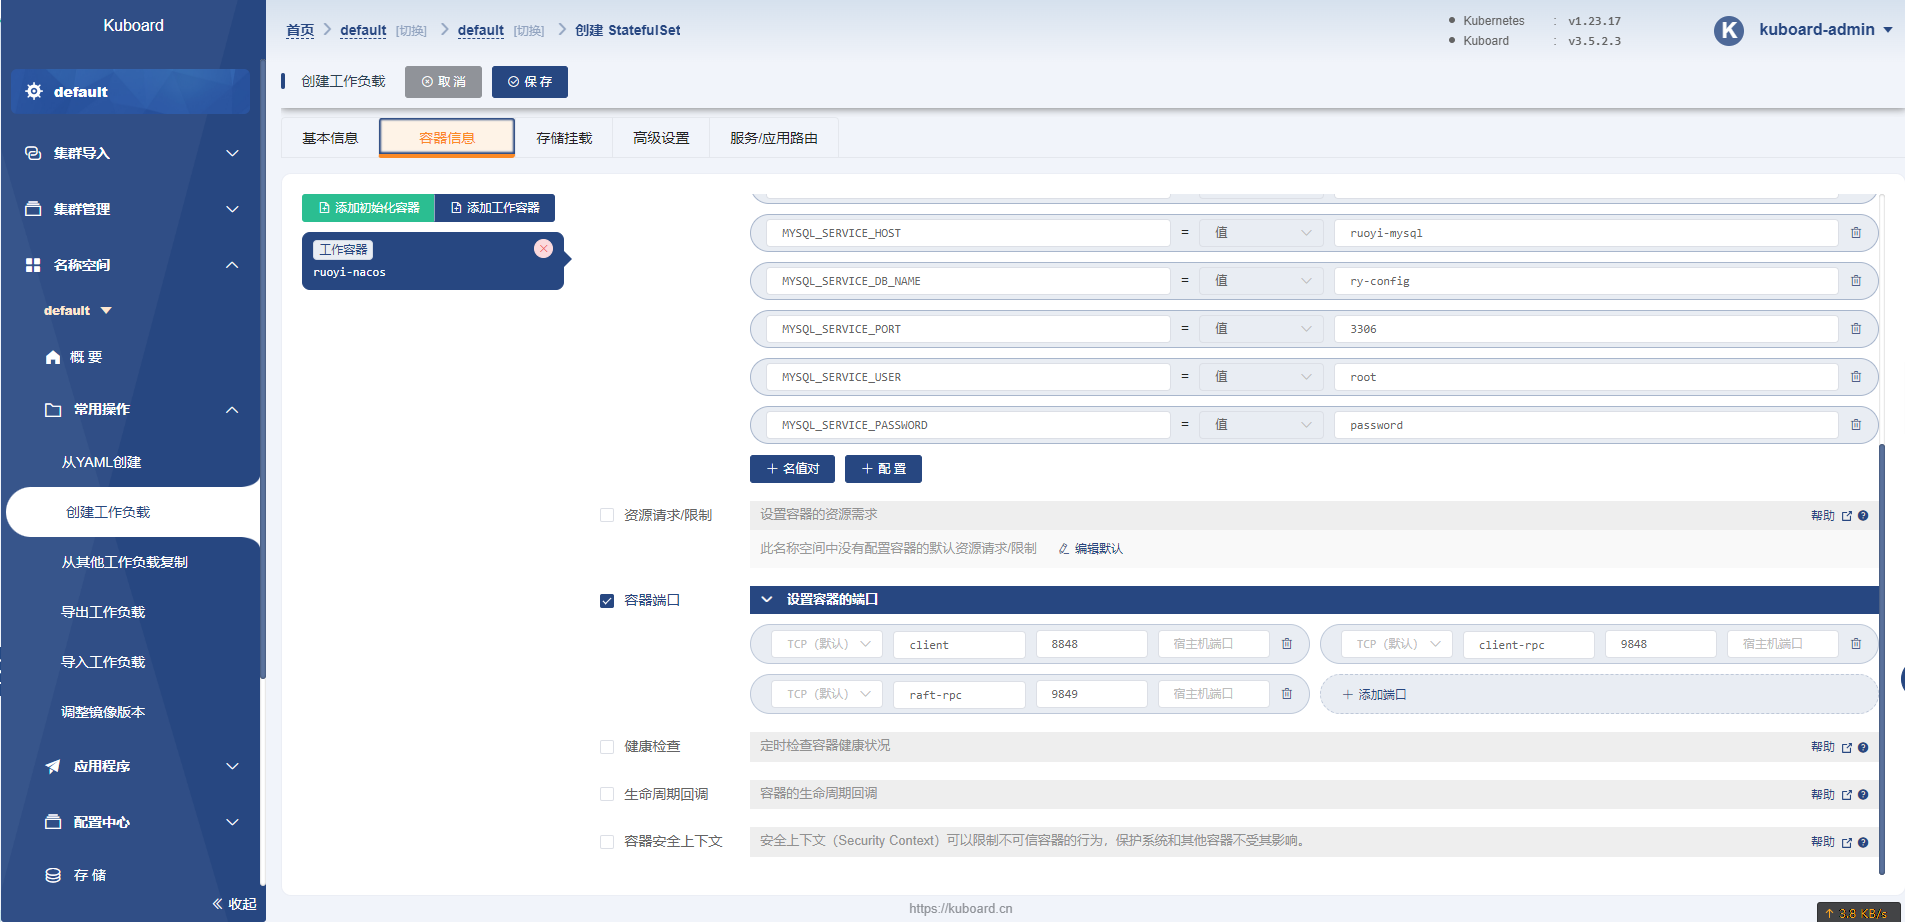 Kuboard
default
集群导入
集群管理
名称空间
default
概 要
常用操作
从YAML创建
创建工作负载
从其他工作负载复制
导出工作负载
导入工作负载
调整镜像版本
应用程序
配置中心
存 储
收起
首页 default [切换] default [切换] 创建 StatefulSet
Kubernetes : v1.23.17
Kuboard : v3.5.2.3
K kuboard-admin
创建工作负载 取 消 保 存
基本信息 容器信息 存储挂载 高级设置 服务/应用路由
添加初始化容器 添加工作容器
工作容器
ruoyi-nacos
MYSQL_SERVICE_HOST = 值 ruoyi-mysql
MYSQL_SERVICE_DB_NAME = 值 ry-config
MYSQL_SERVICE_PORT = 值 3306
MYSQL_SERVICE_USER = 值 root
MYSQL_SERVICE_PASSWORD = 值 password
名值对 配 置
资源请求/限制 设置容器的资源需求 帮助
此名称空间中没有配置容器的默认资源请求/限制 编辑默认
容器端口 设置容器的端口
TCP（默认） client 8848 宿主机端口 TCP（默认） client-rpc 9848 宿主机端口
TCP（默认） raft-rpc 9849 宿主机端口 添加端口
健康检查 定时检查容器健康状况 帮助
生命周期回调 容器的生命周期回调 帮助
容器安全上下文 安全上下文（Security Context）可以限制不可信容器的行为，保护系统和其他容器不受其影响。 帮助
https://kuboard.cn
3.8 KB/s